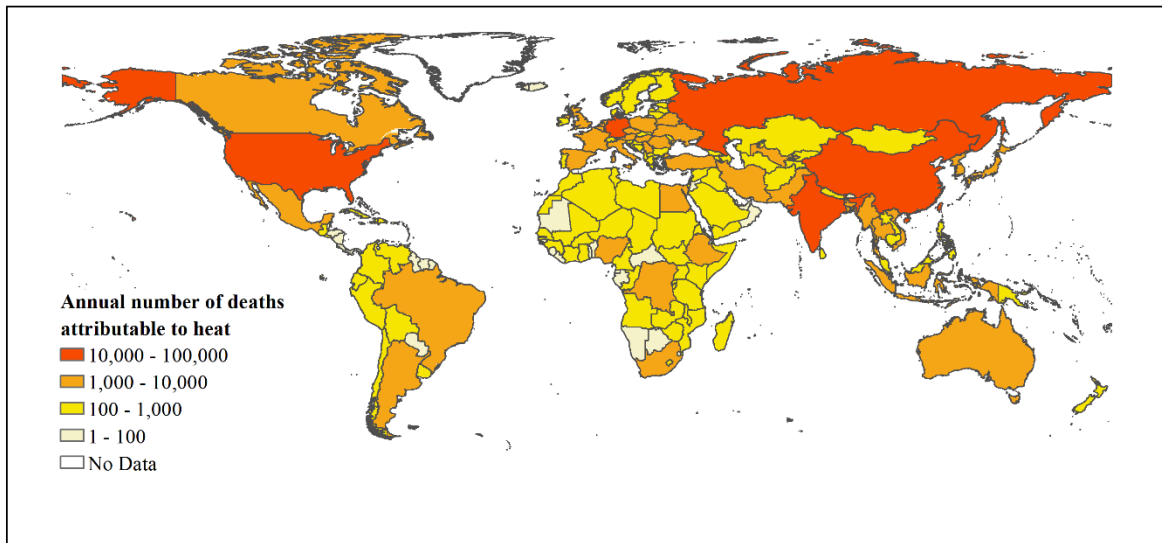 Annual number of deaths
attributable to heat
10,000 - 100,000
1,000 - 10,000
100 - 1,000
1 - 100
No Data